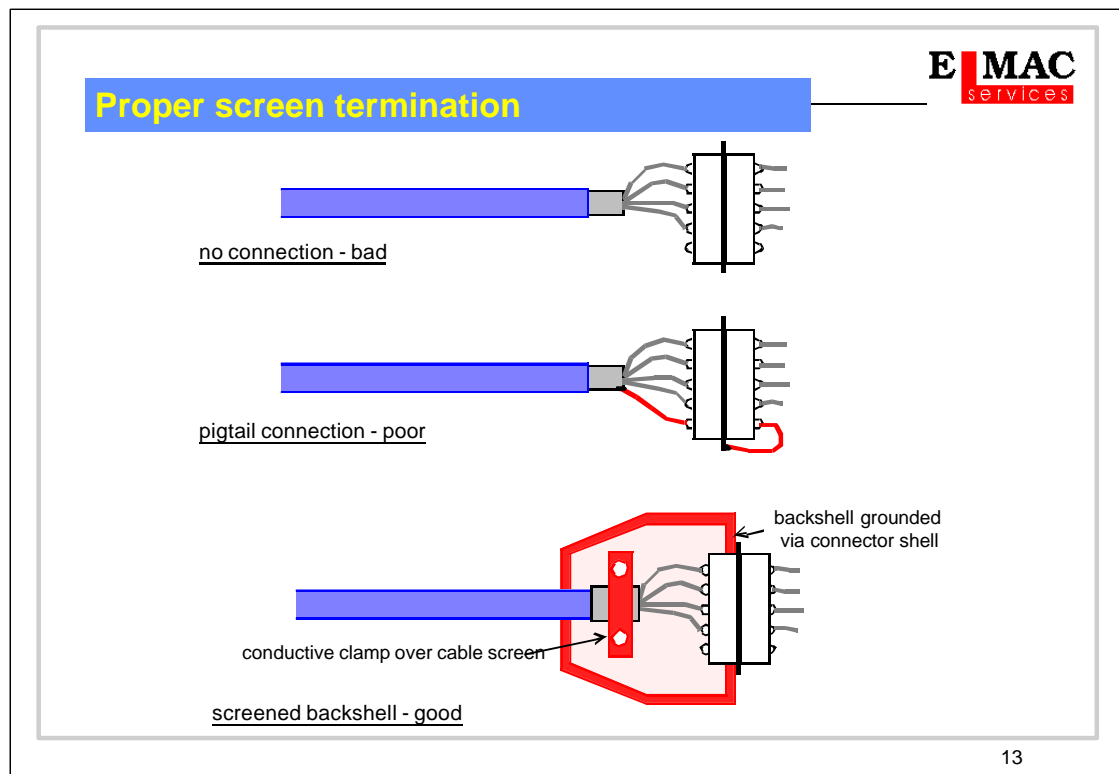 E MAC
services
Proper screen termination
no connection - bad
pigtail connection - poor
backshell grounded
via connector shell
conductive clamp over cable screen
screened backshell - good
13